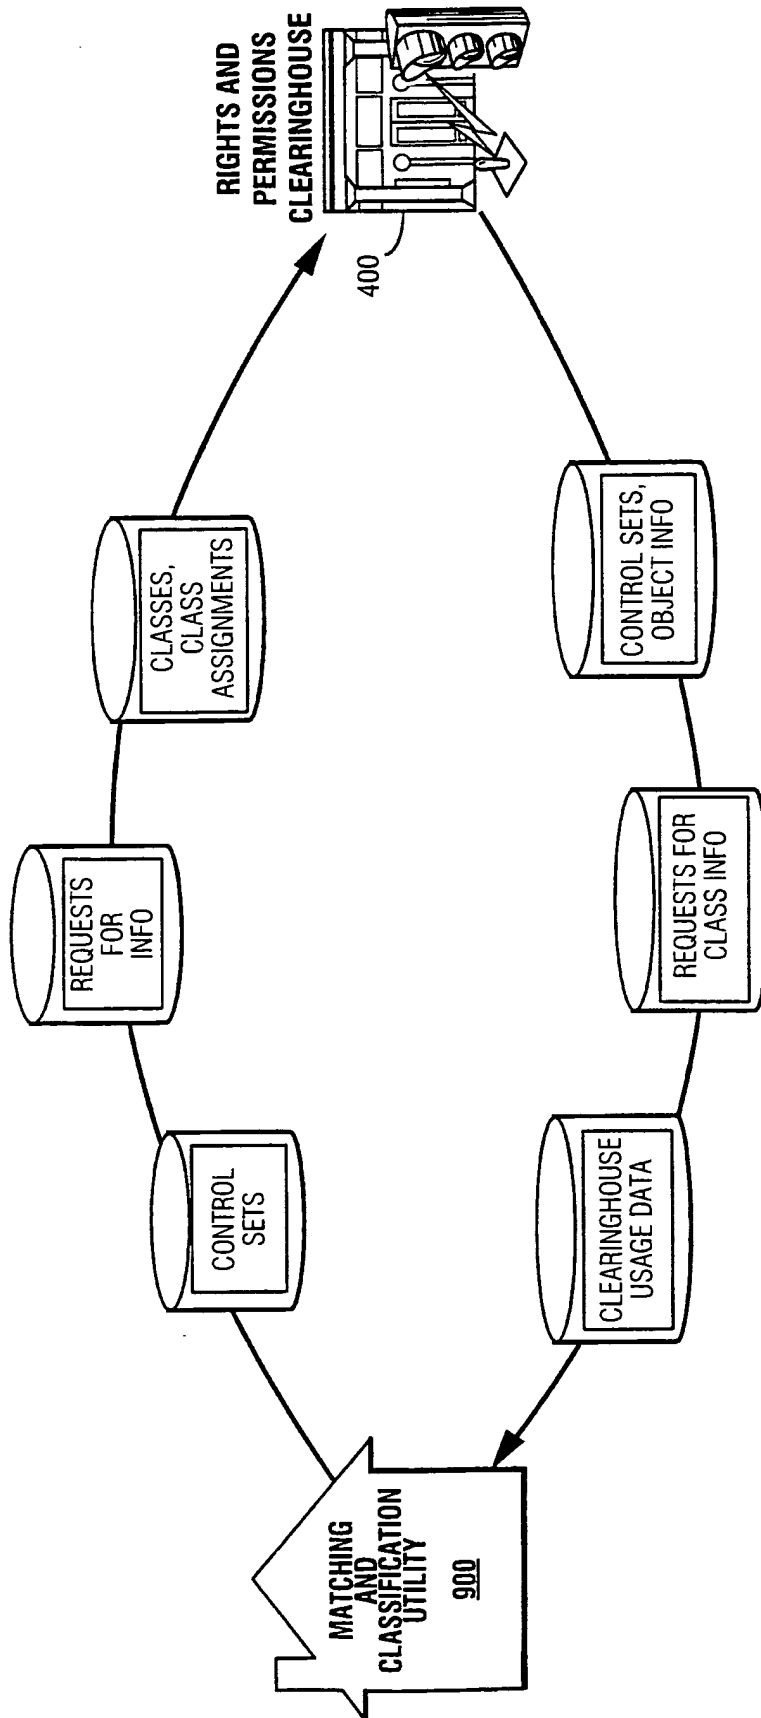 RIGHTS AND
PERMISSIONS
CLEARINGHOUSE
400
CLASSES,
CLASS
ASSIGNMENTS
REQUESTS
FOR
INFO
CONTROL
SETS
MATCHING
AND
CLASSIFICATION
UTILITY
900
CLEARINGHOUSE
USAGE DATA
REQUESTS FOR
CLASS INFO
CONTROL SETS,
OBJECT INFO